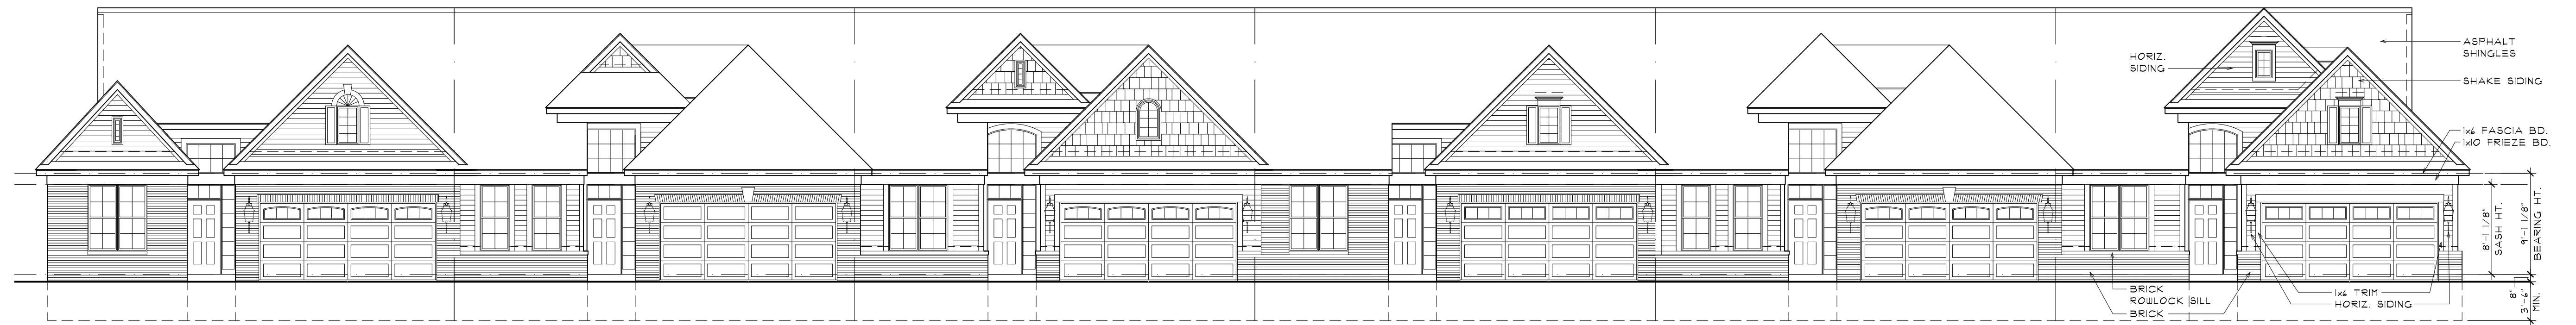 HORIZ.
SIDING
ASPHALT
SHINGLES
SHAKE SIDING
1x6 FASCIA BD.
1x10 FRIEZE BD.
8'-1 1/8"
SASH HT.
9'-1 1/8"
BEARING HT.
BRICK
ROWLOCK SILL
BRICK
1x6 TRIM
HORIZ. SIDING
8"
3'-6"
MIN.